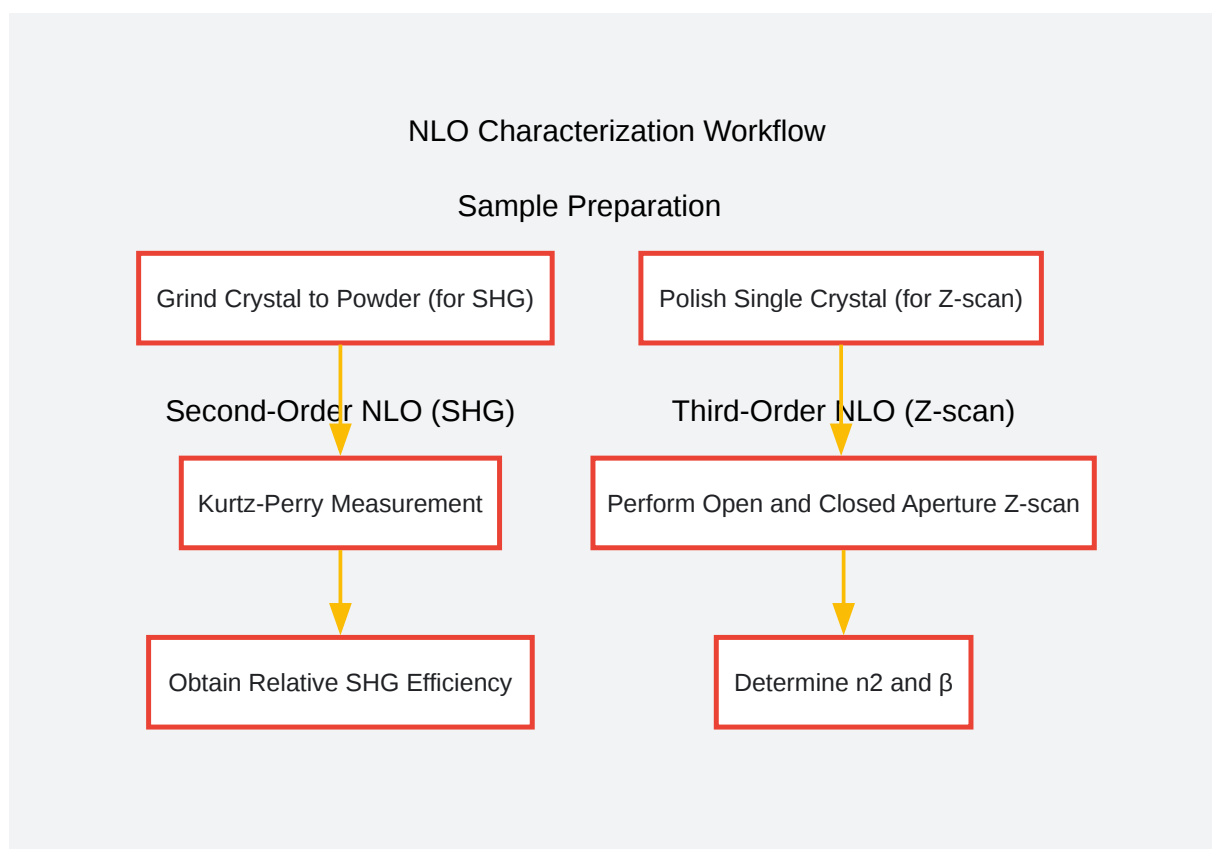 NLO Characterization Workflow
Sample Preparation
Grind Crystal to Powder (for SHG)
Polish Single Crystal (for Z-scan)
Second-Order NLO (SHG)
Third-Order NLO (Z-scan)
Kurtz-Perry Measurement
Perform Open and Closed Aperture Z-scan
Obtain Relative SHG Efficiency
Determine n2 and β